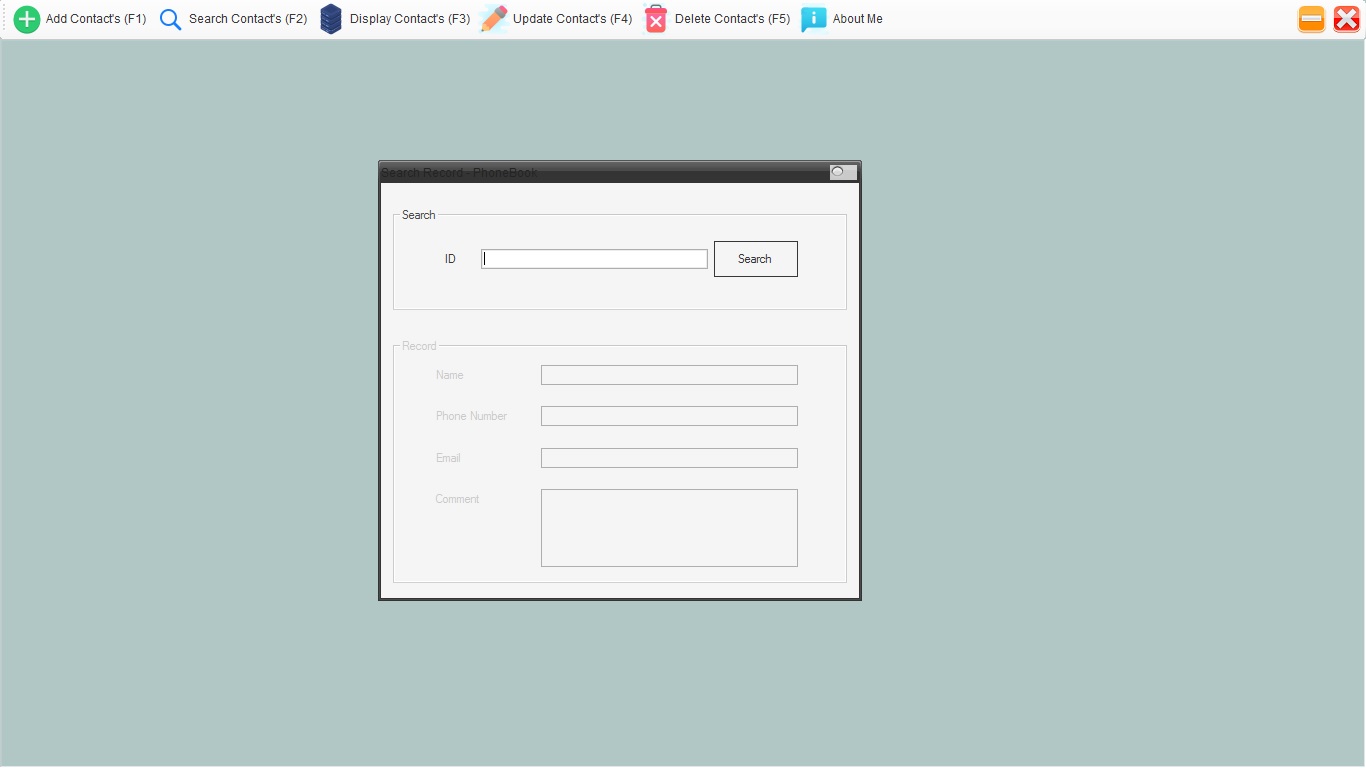 Add Contact's (F1) Search Contact's (F2) Display Contact's (F3) Update Contact's (F4) Delete Contact's (F5) About Me
Search Record - PhoneBook
Search
ID Search
Record
Name
Phone Number
Email
Comment